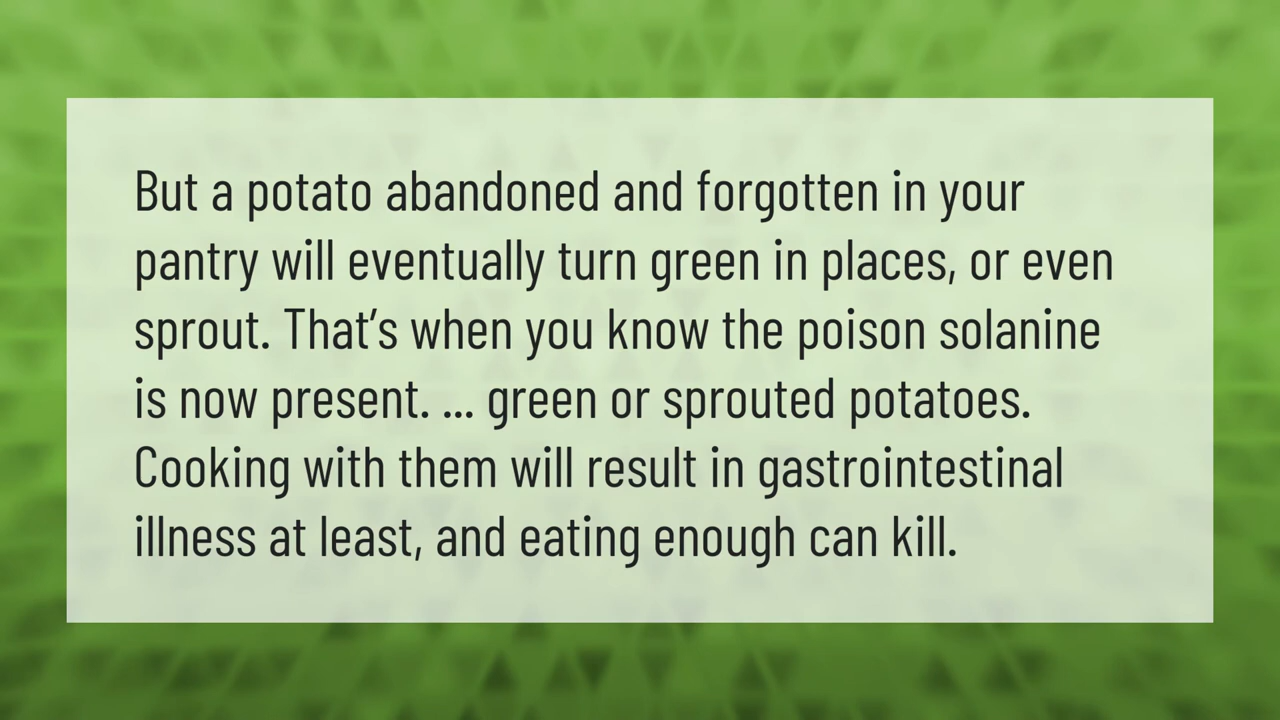 But a potato abandoned and forgotten in your
pantry will eventually turn green in places, or even
sprout. That’s when you know the poison solanine
is now present. ... green or sprouted potatoes.
Cooking with them will result in gastrointestinal
illness at least, and eating enough can kill.